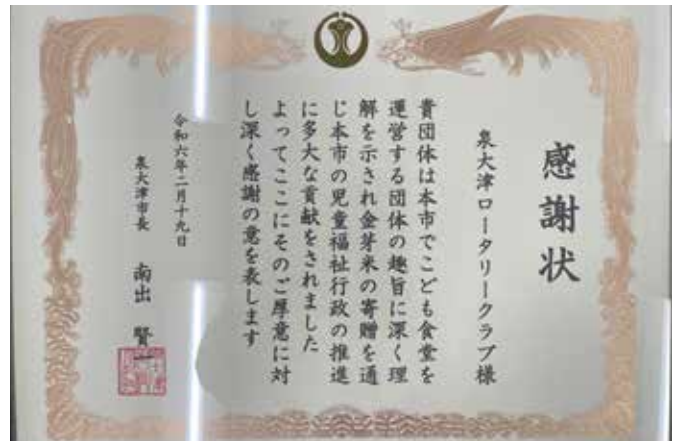 感謝状
泉大津ロータリークラブ様
貴団体は本市でこども食堂を
運営する団体の趣旨に深く理
解を示され金芽米の寄贈を通
じ本市の児童福祉行政の推進
に多大な貢献をされました
よってここにそのご厚意に対
し深く感謝の意を表します
令和六年二月十九日
泉大津市長 南出 賢一